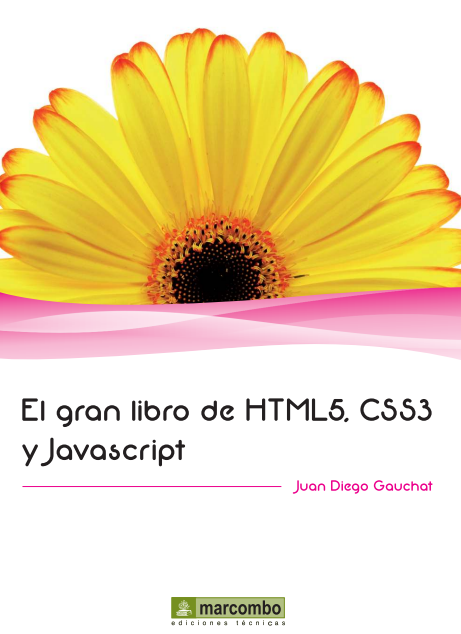 El gran libro de HTML5, CSS3
y Javascript
Juan Diego Gauchat
marcombo
ediciones técnicas